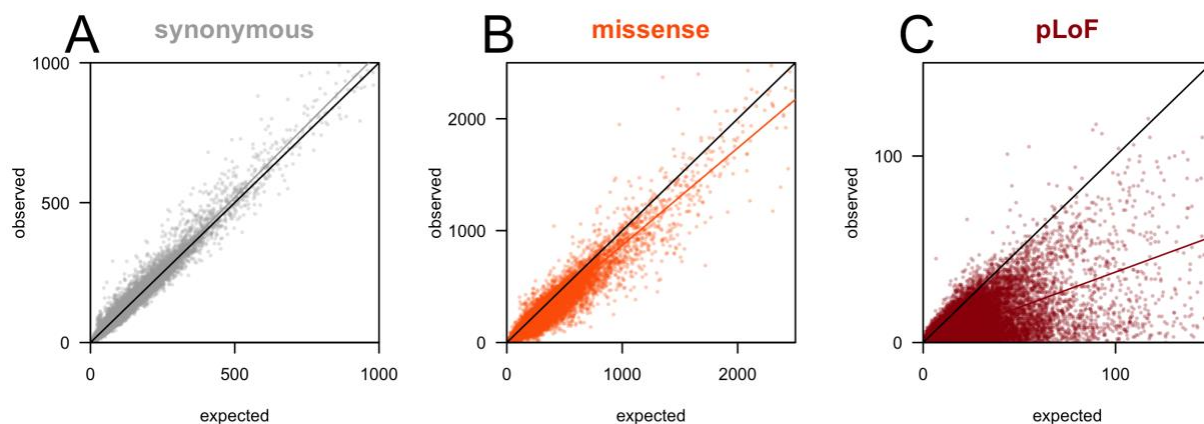 A synonymous
1000
500
0
0 500 1000
observed
expected
B missense
2000
1000
0
0 1000 2000
observed
expected
C pLoF
100
0
0 100
observed
expected